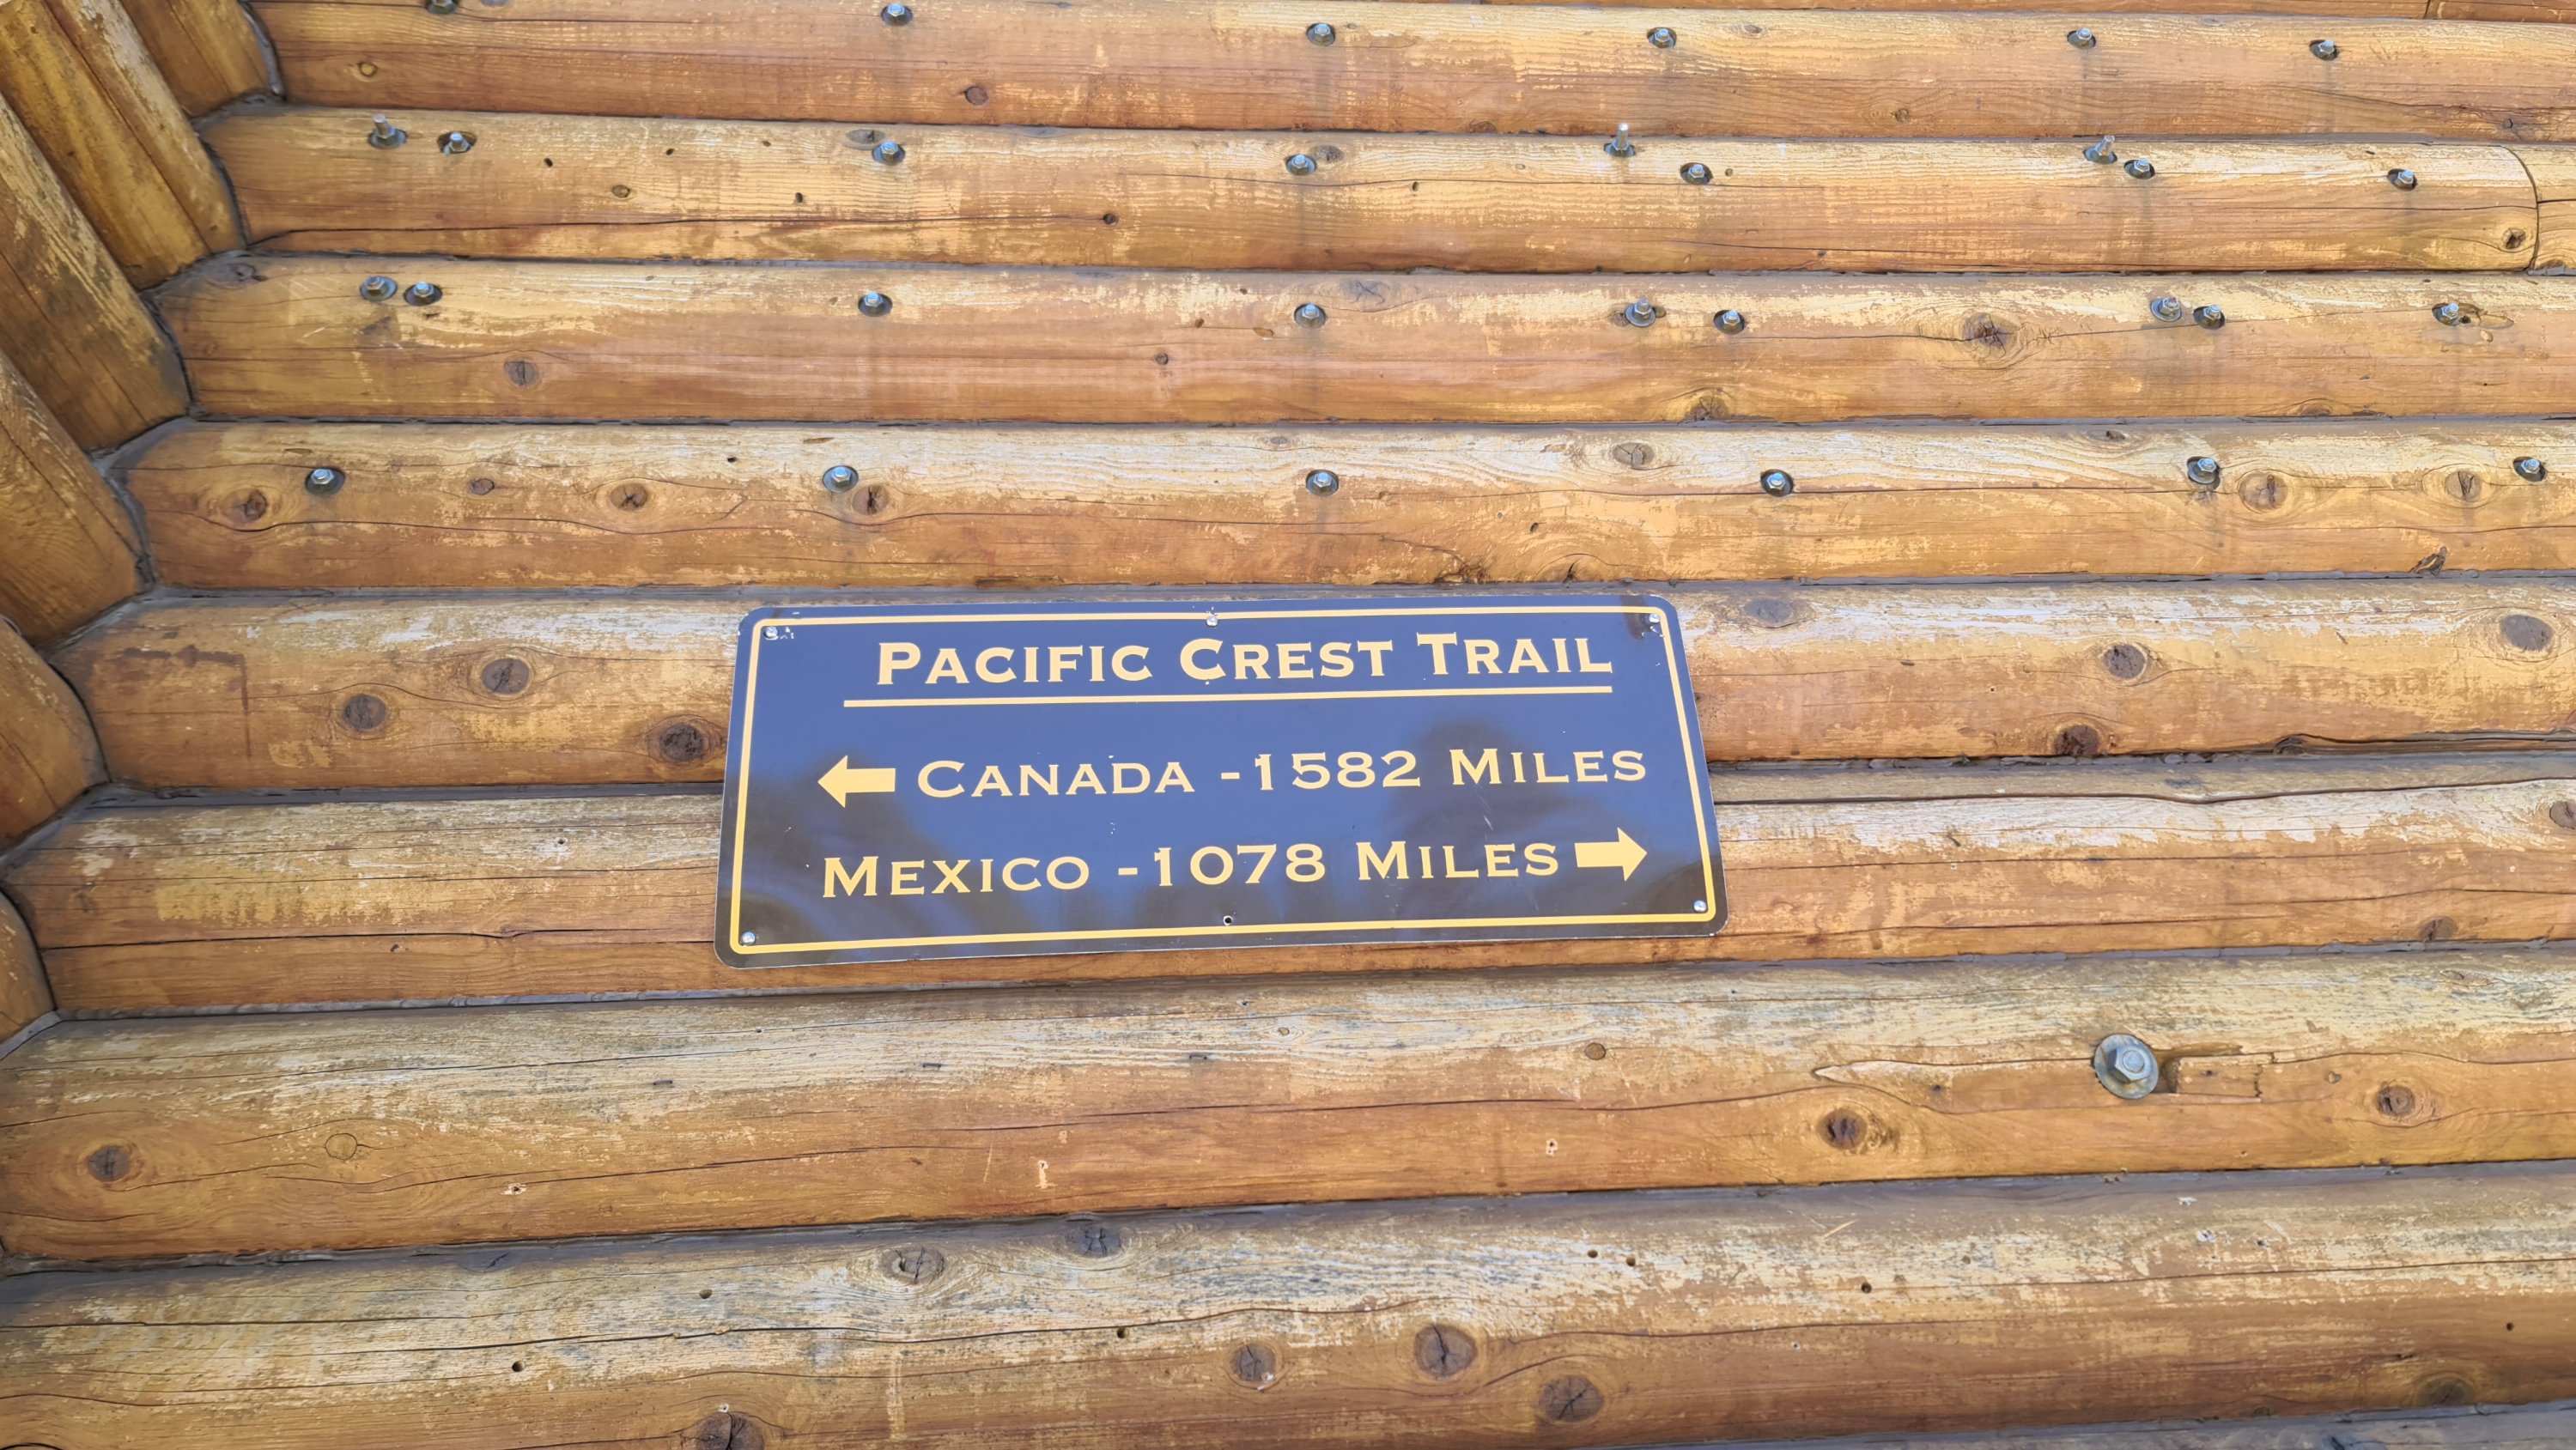 PACIFIC CREST TRAIL
← CANADA -1582 MILES
MEXICO -1078 MILES →